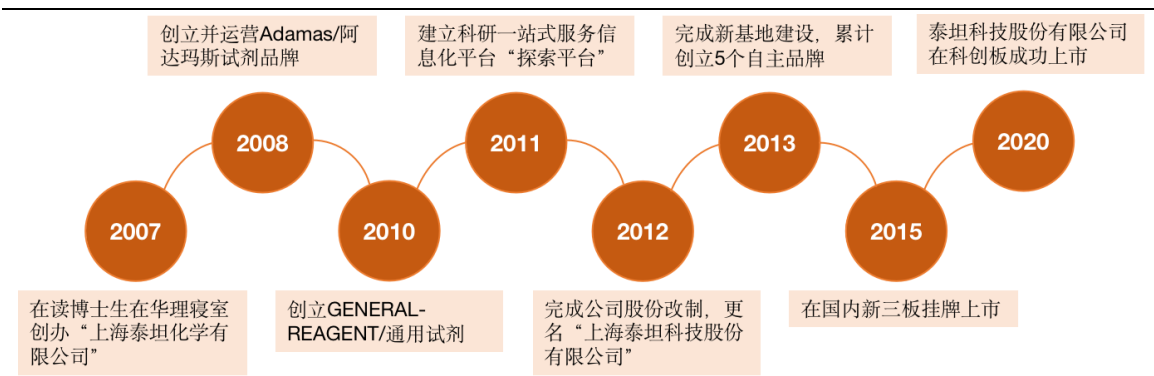 创立并运营Adamas/阿
达玛斯试剂品牌
建立科研一站式服务信
息化平台“探索平台”
完成新基地建设，累计
创立5个自主品牌
泰坦科技股份有限公司
在科创板成功上市
2008
2011
2013
2020
2007
2010
2012
2015
在读博士生在华理寝室
创办“上海泰坦化学有
限公司”
创立GENERAL-
REAGENT/通用试剂
完成公司股份改制，更
名“上海泰坦科技股份
有限公司”
在国内新三板挂牌上市